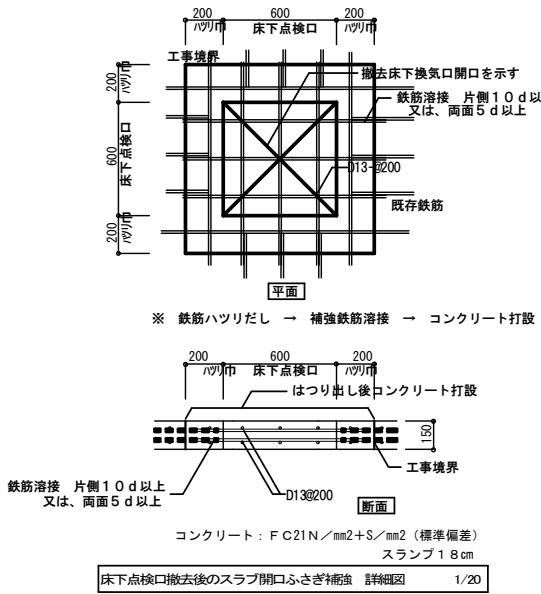 200 600 200
ハツリ巾 床下点検口 ハツリ巾
工事境界
撤去床下換気口開口を示す
鉄筋溶接 片側10d以上
又は、両面5d以上
200
ハツリ巾
600
床下点検口
200
ハツリ巾
D13-@200
既存鉄筋
平面
※ 鉄筋ハツリだし → 補強鉄筋溶接 → コンクリート打設
200 600 200
ハツリ巾 床下点検口 ハツリ巾
はつり出し後コンクリート打設
150
工事境界
鉄筋溶接 片側10d以上
又は、両面5d以上
D13@200
断面
コンクリート:FC21N/mm2+S/mm2(標準偏差)
スランプ18cm
床下点検口撤去後のスラブ開口ふさぎ補強 詳細図 1/20